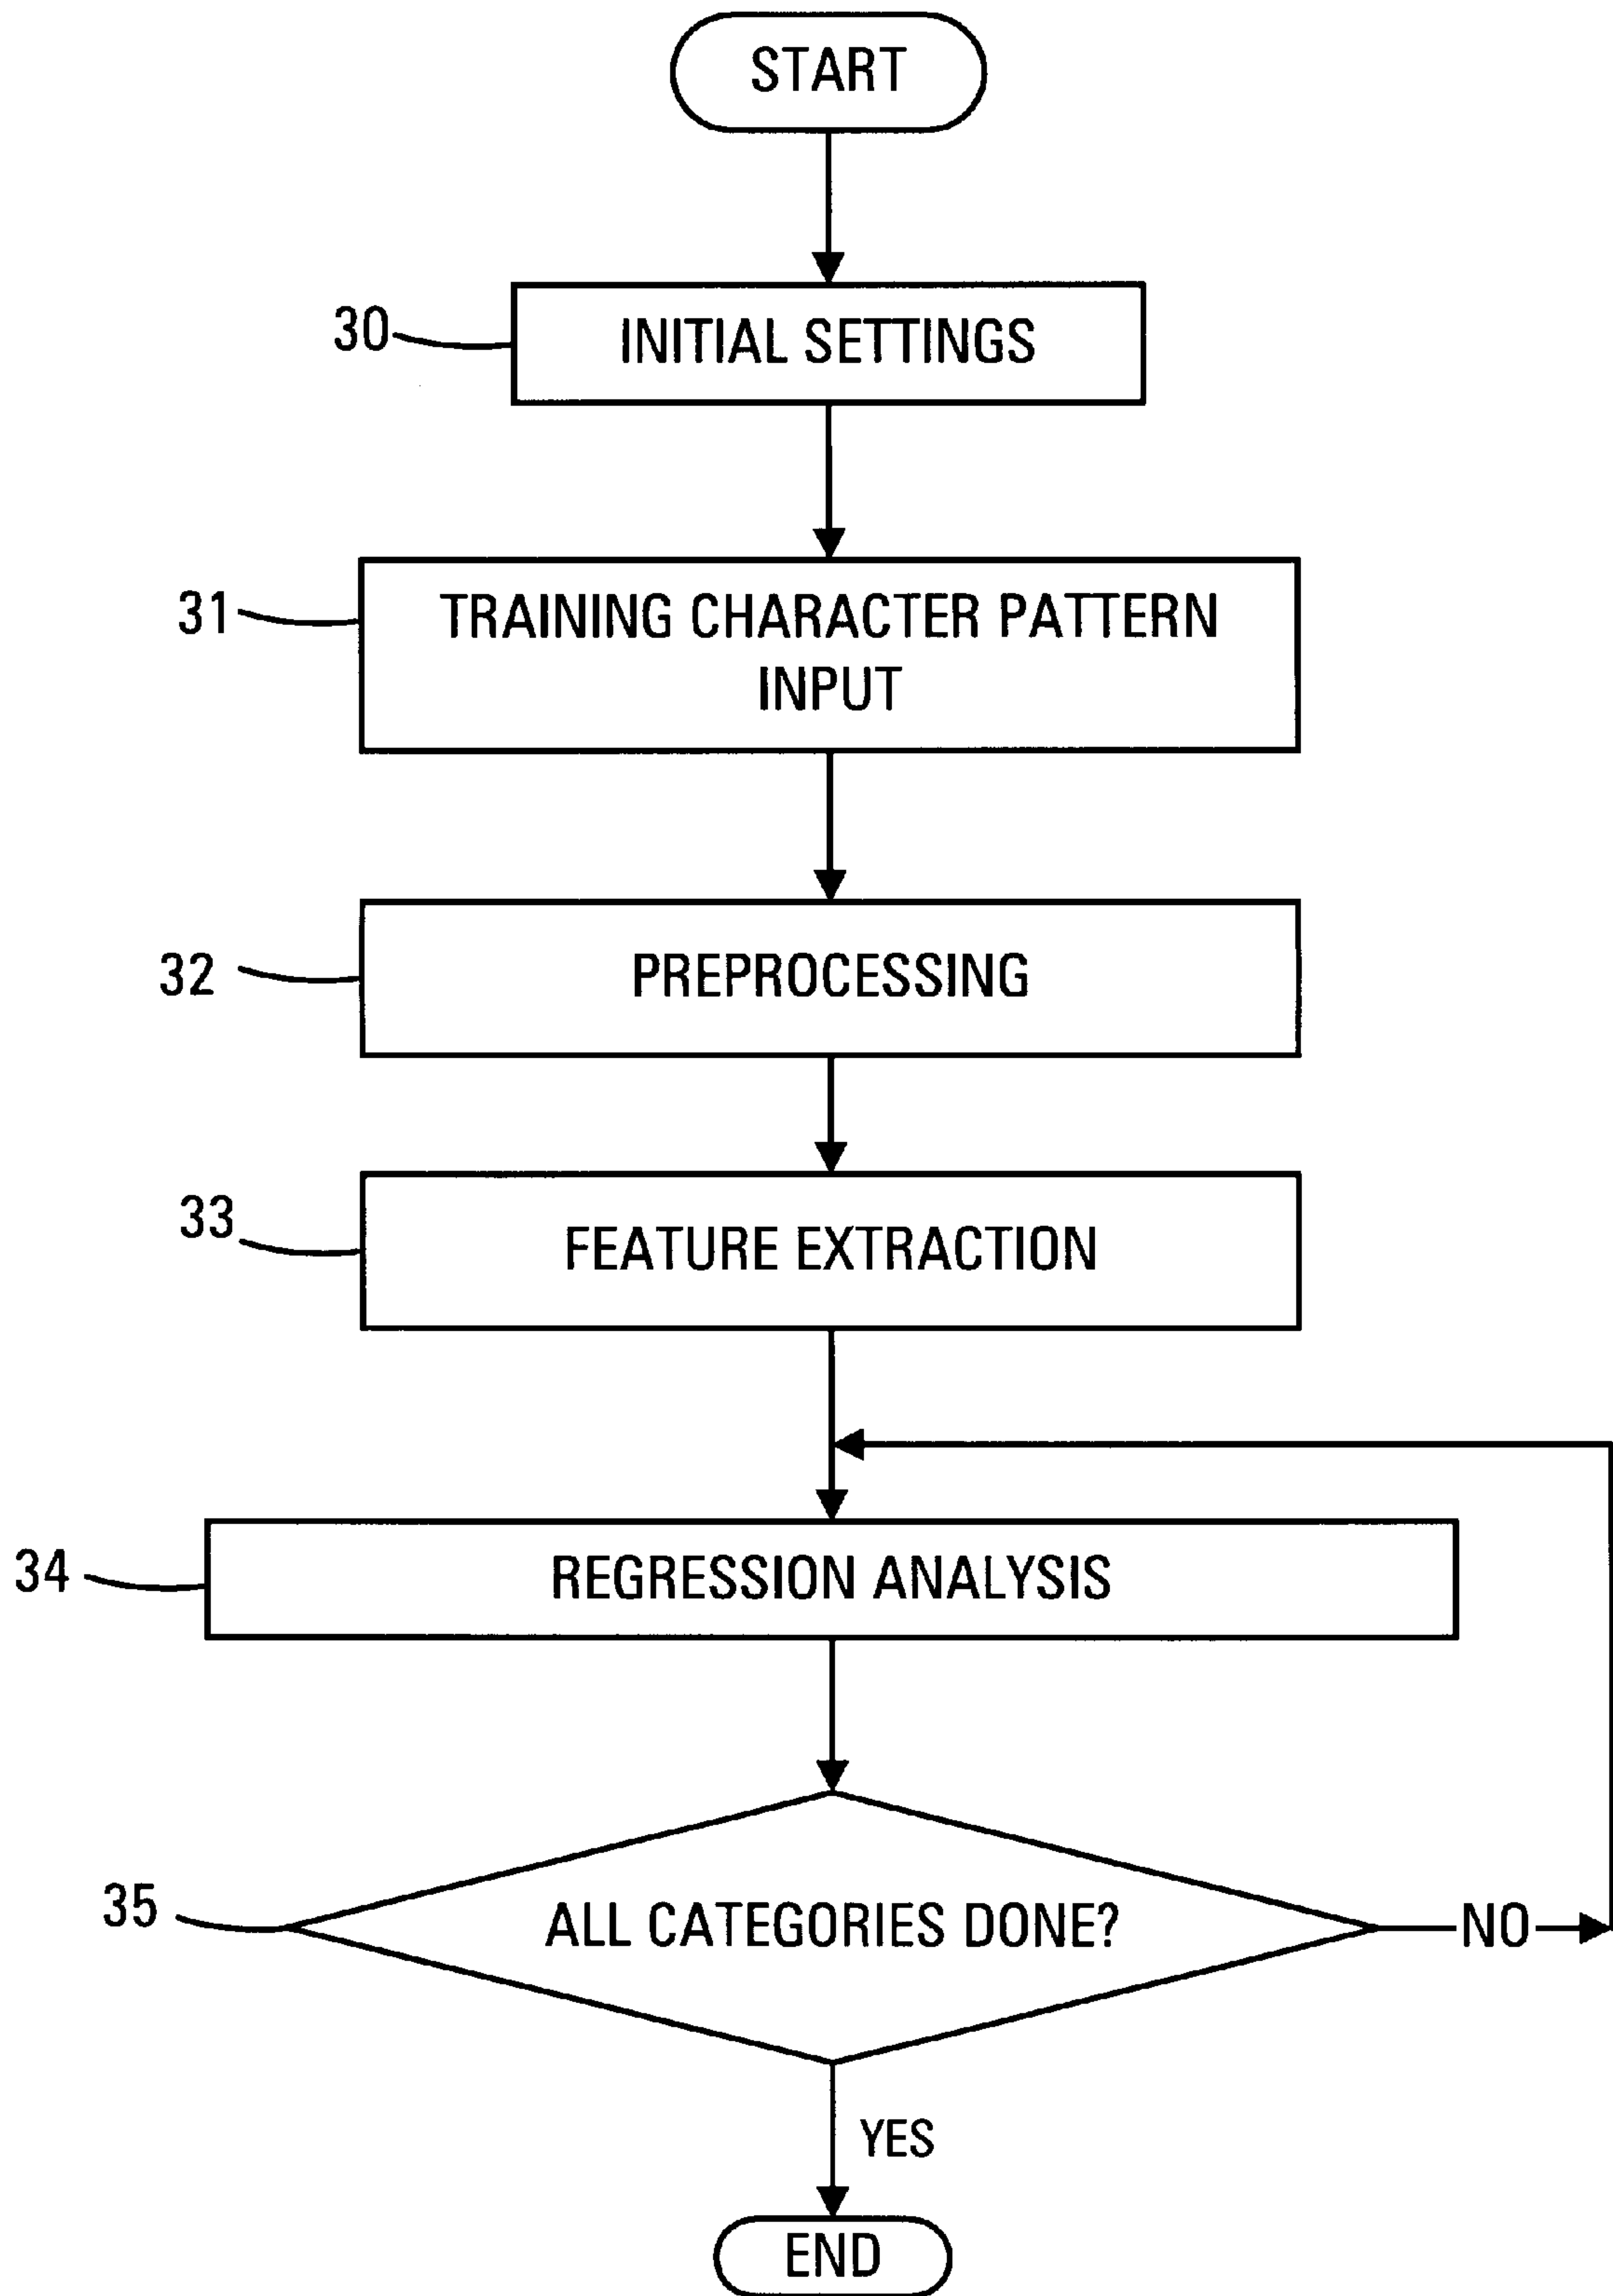 START
30
INITIAL SETTINGS
31
TRAINING CHARACTER PATTERN
INPUT
32
PREPROCESSING
33
FEATURE EXTRACTION
34
REGRESSION ANALYSIS
35
ALL CATEGORIES DONE?
NO
YES
END